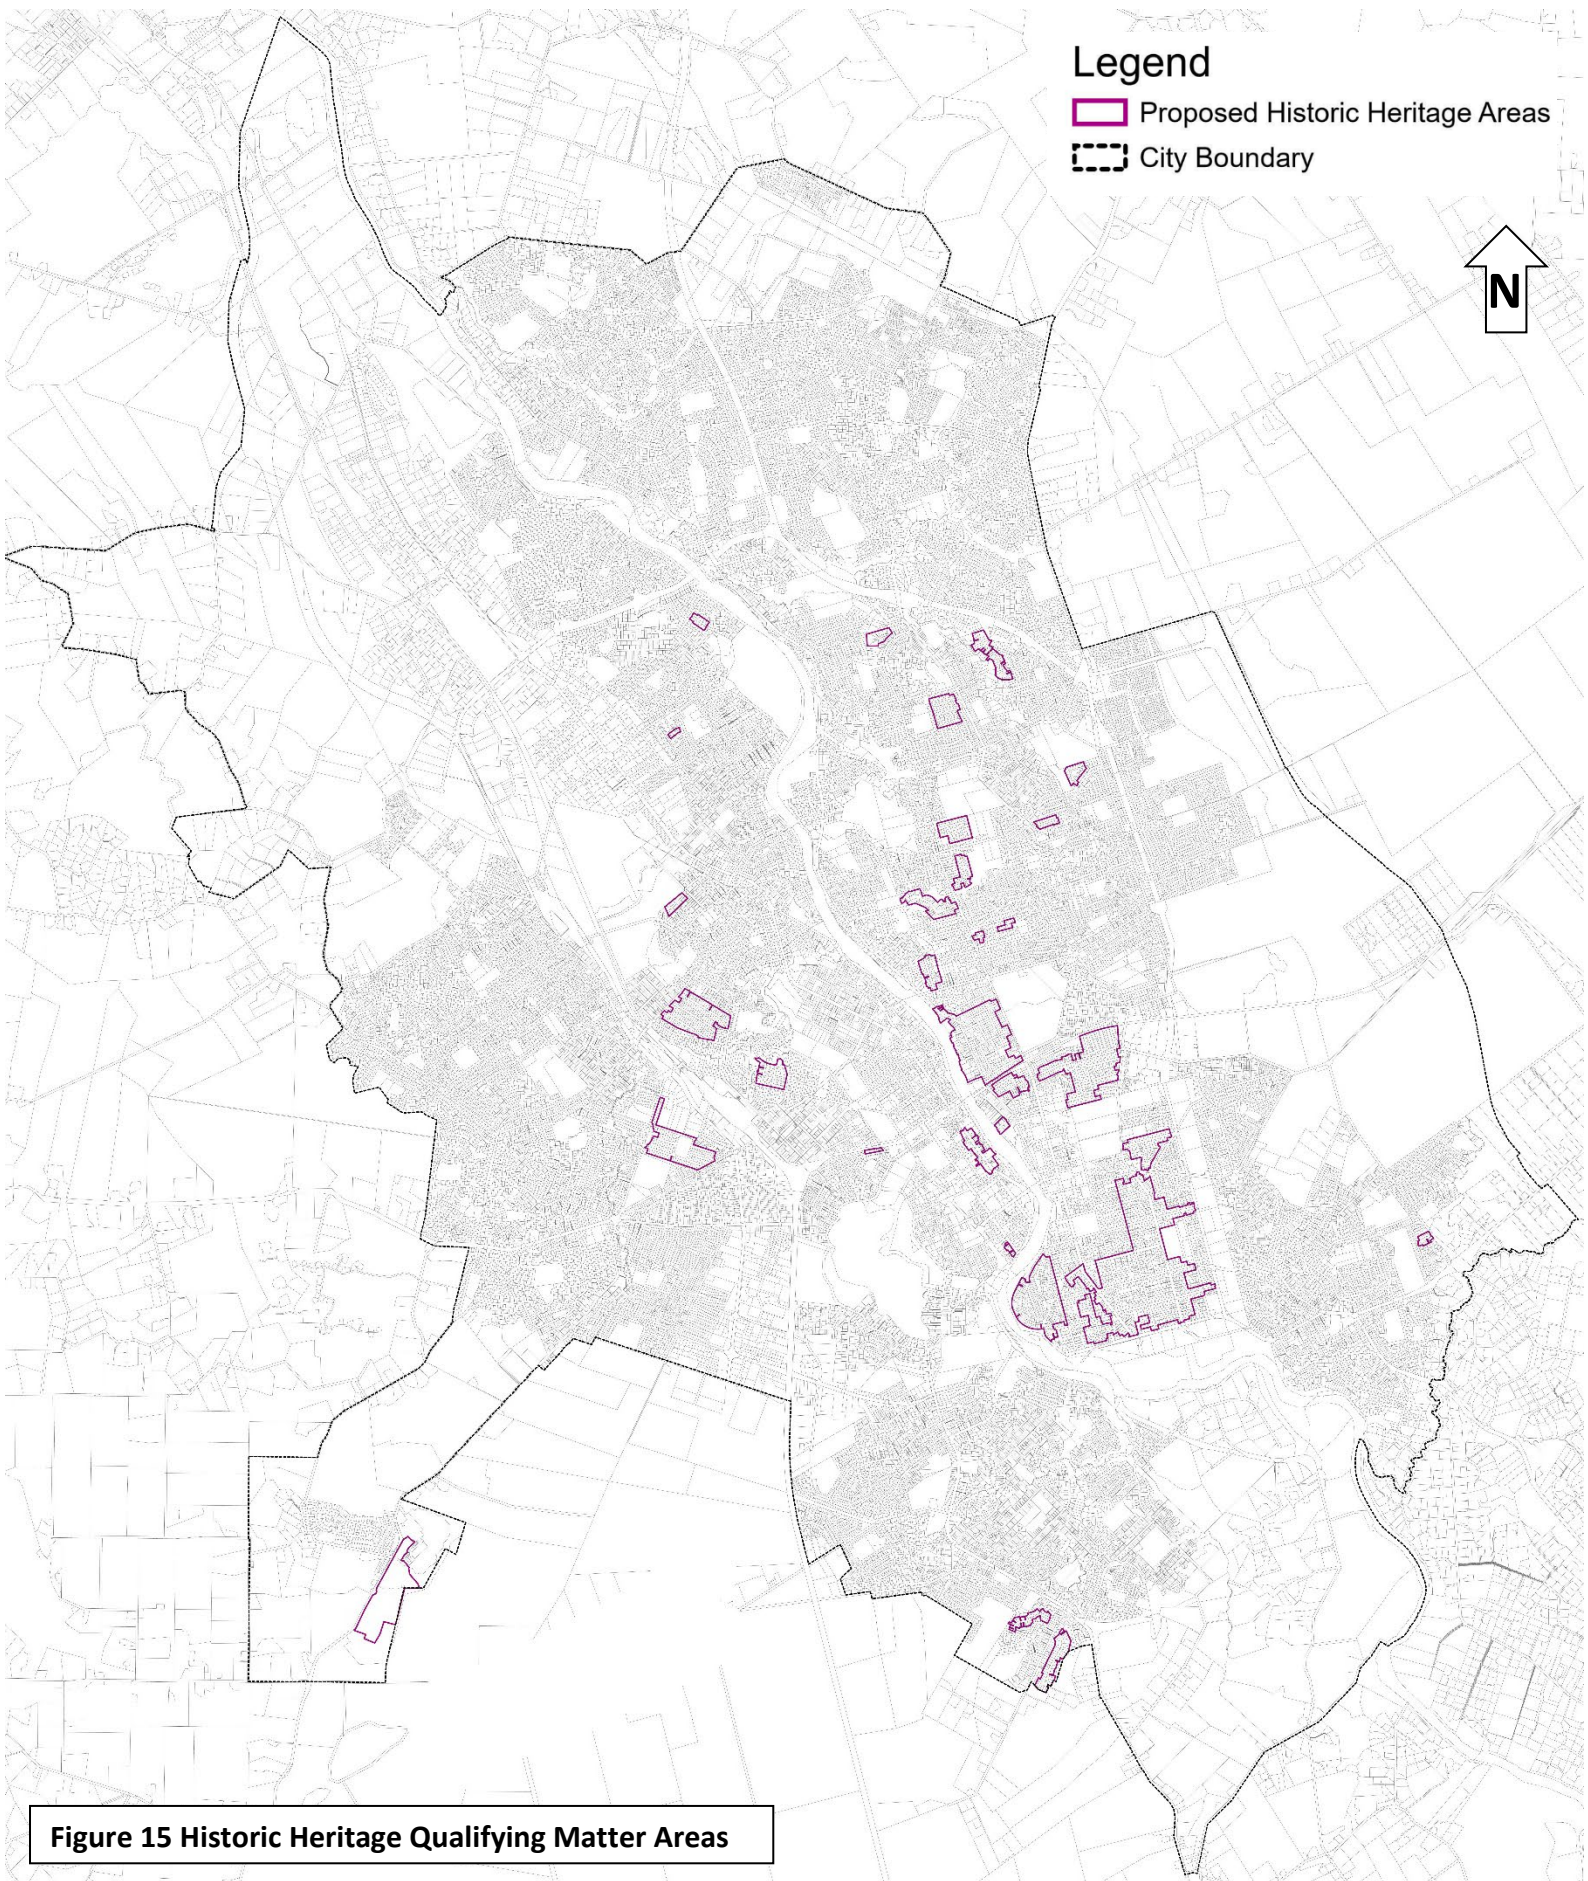 Legend
Proposed Historic Heritage Areas
City Boundary
N
Figure 15 Historic Heritage Qualifying Matter Areas